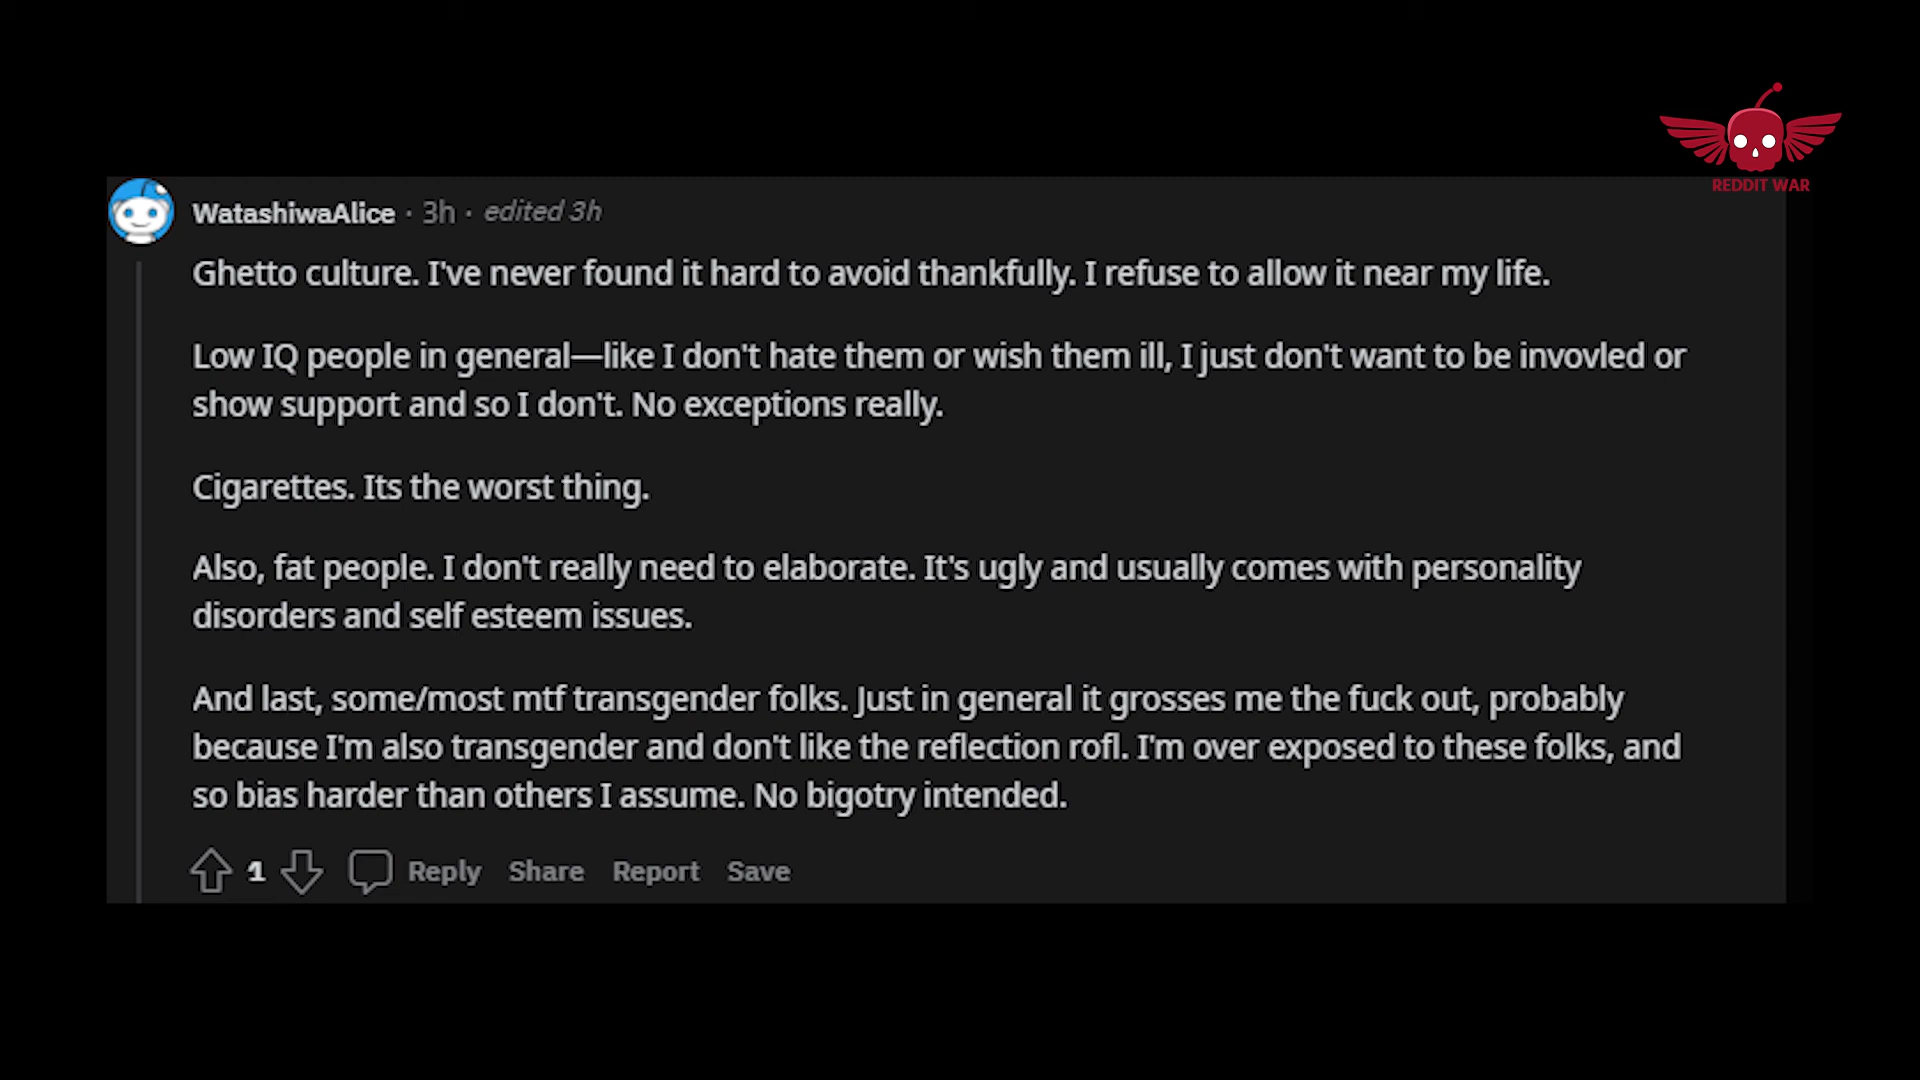 REDDIT WAR
WatashiwaAlice · 3h · edited 3h
Ghetto culture. I've never found it hard to avoid thankfully. I refuse to allow it near my life.
Low IQ people in general—like I don't hate them or wish them ill, I just don't want to be invovled or
show support and so I don't. No exceptions really.
Cigarettes. Its the worst thing.
Also, fat people. I don't really need to elaborate. It's ugly and usually comes with personality
disorders and self esteem issues.
And last, some/most mtf transgender folks. Just in general it grosses me the fuck out, probably
because I'm also transgender and don't like the reflection rofl. I'm over exposed to these folks, and
so bias harder than others I assume. No bigotry intended.
1 Reply Share Report Save